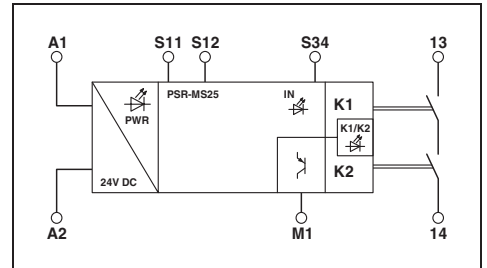 A1 S11 S12 S34 13
PSR-MS25 IN K1
PWR K1/K2
24V DC K2
A2 M1 14